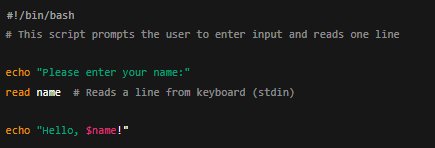 #!/bin/bash
# This script prompts the user to enter input and reads one line
echo "Please enter your name:"
read name  # Reads a line from keyboard (stdin)
echo "Hello, $name!"